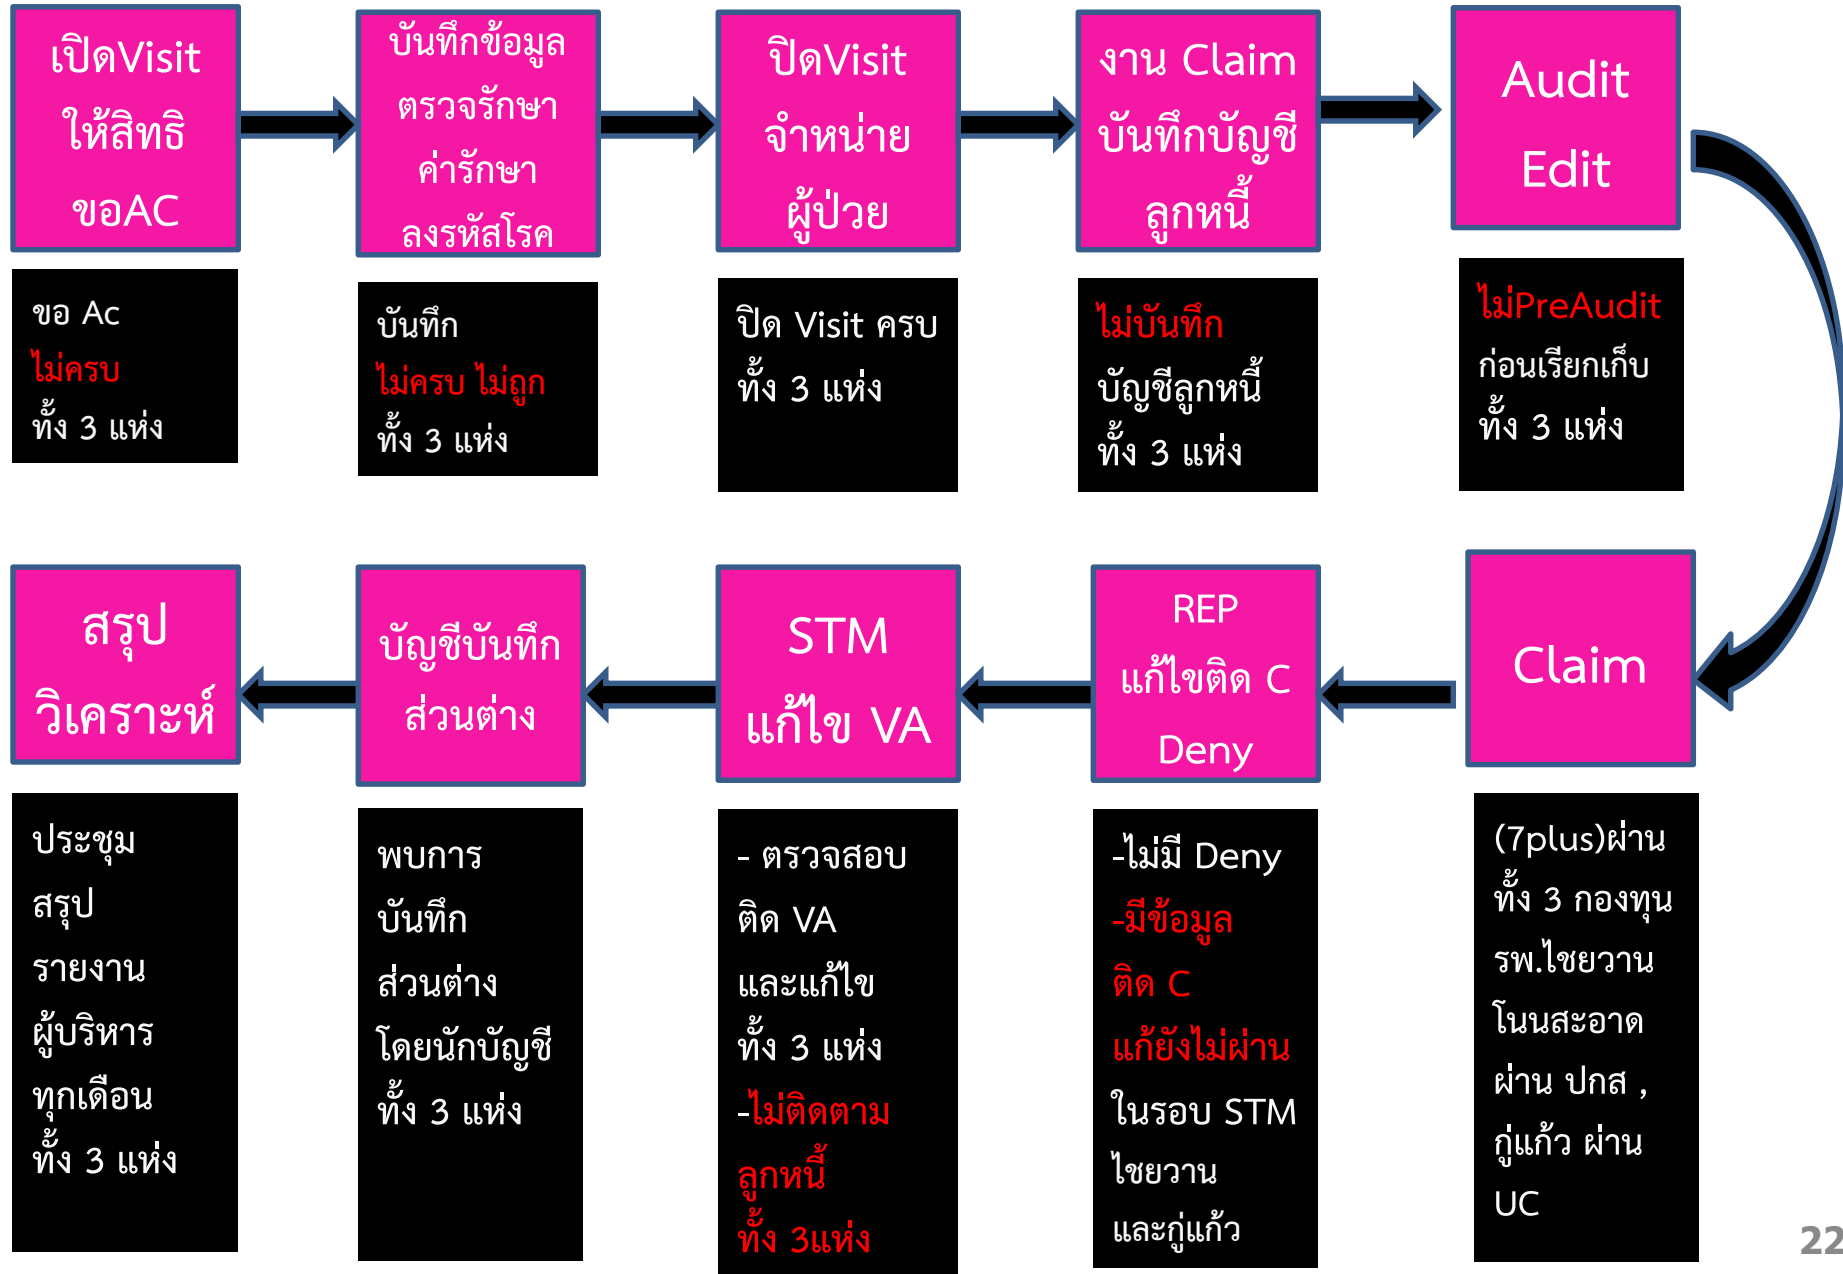 เปิดVisit
ให้สิทธิ
ขอAC
บันทึกข้อมูล
ตรวจรักษา
ค่ารักษา
ลงรหัสโรค
ปิดVisit
จำหน่าย
ผู้ป่วย
งาน Claim
บันทึกบัญชี
ลูกหนี้
Audit
Edit
ขอ Ac
ไม่ครบ
ทั้ง 3 แห่ง
บันทึก
ไม่ครบ ไม่ถูก
ทั้ง 3 แห่ง
ปิด Visit ครบ
ทั้ง 3 แห่ง
ไม่บันทึก
บัญชีลูกหนี้
ทั้ง 3 แห่ง
ไม่PreAudit
ก่อนเรียกเก็บ
ทั้ง 3 แห่ง
สรุป
วิเคราะห์
บัญชีบันทึก
ส่วนต่าง
STM
แก้ไข VA
REP
แก้ไขติด C
Deny
Claim
ประชุม
สรุป
รายงาน
ผู้บริหาร
ทุกเดือน
ทั้ง 3 แห่ง
พบการ
บันทึก
ส่วนต่าง
โดยนักบัญชี
ทั้ง 3 แห่ง
- ตรวจสอบ
ติด VA
และแก้ไข
ทั้ง 3 แห่ง
-ไม่ติดตาม
ลูกหนี้
ทั้ง 3แห่ง
-ไม่มี Deny
-มีข้อมูล
ติด C
แก้ยังไม่ผ่าน
ในรอบ STM
ไชยวาน
และกู่แก้ว
(7plus)ผ่าน
ทั้ง 3 กองทุน
รพ.ไชยวาน
โนนสะอาด
ผ่าน ปกส ,
กู่แก้ว ผ่าน
UC
22